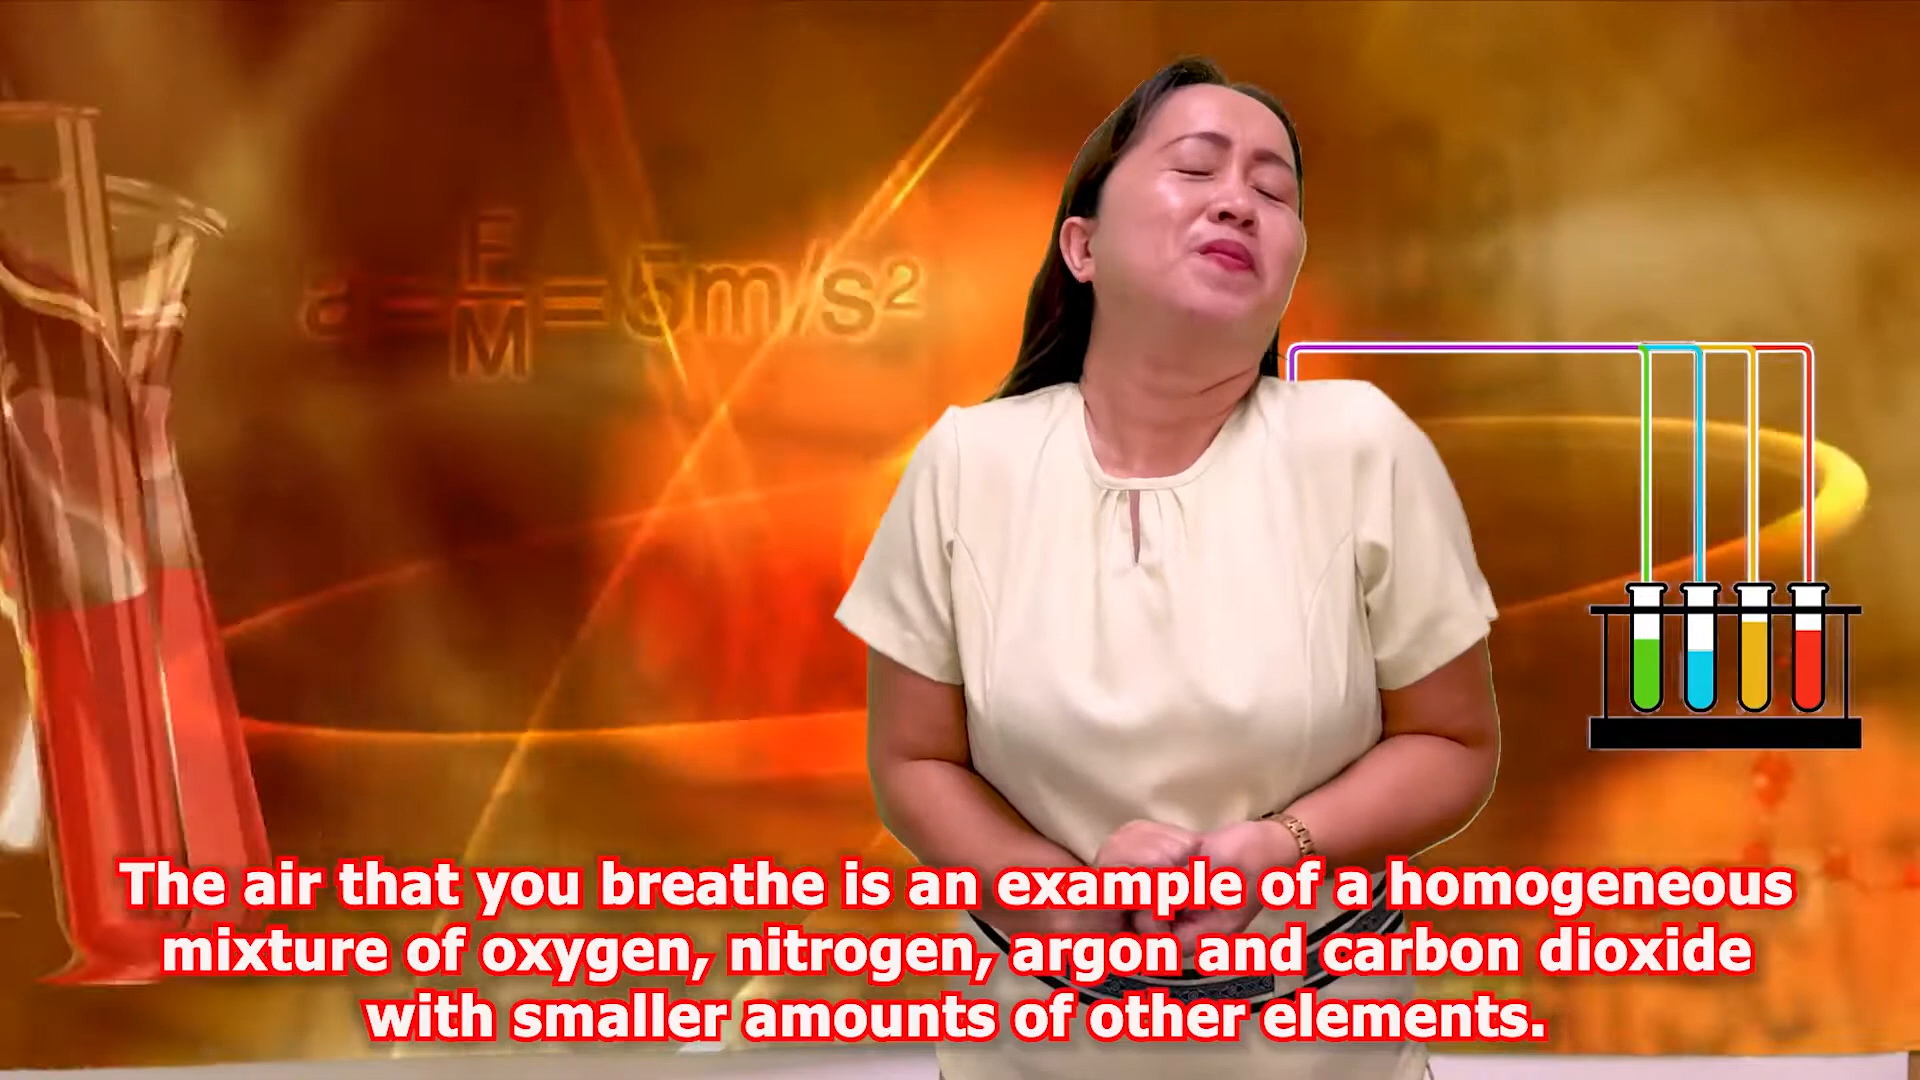 a = F/M = 5m/s²
The air that you breathe is an example of a homogeneous
mixture of oxygen, nitrogen, argon and carbon dioxide
with smaller amounts of other elements.